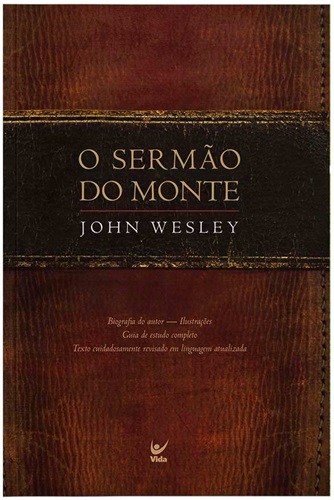 O SERMÃO
DO MONTE
JOHN WESLEY
Biografia do autor — Ilustrações
Guia de estudo completo
Texto cuidadosamente revisado em linguagem atualizada
Vida